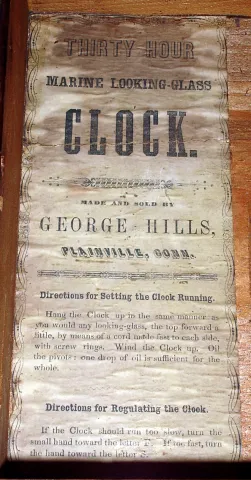 THIRTY HOUR
MARINE LOOKING-GLASS
CLOCK.
MADE AND SOLD BY
GEORGE HILLS,
PLAINVILLE, CONN.
Directions for Setting the Clock Running.
Hang the Clock up in the same manner as
you would any looking-glass, the top forward a
little, by means of a cord made fast to each side,
with screw rings. Wind the Clock up. Oil
the pivots: one drop of oil is sufficient for the
whole.
Directions for Regulating the Clock.
If the Clock should run too slow, turn the
small hand toward the letter F. If too fast, turn
the hand toward the letter S.